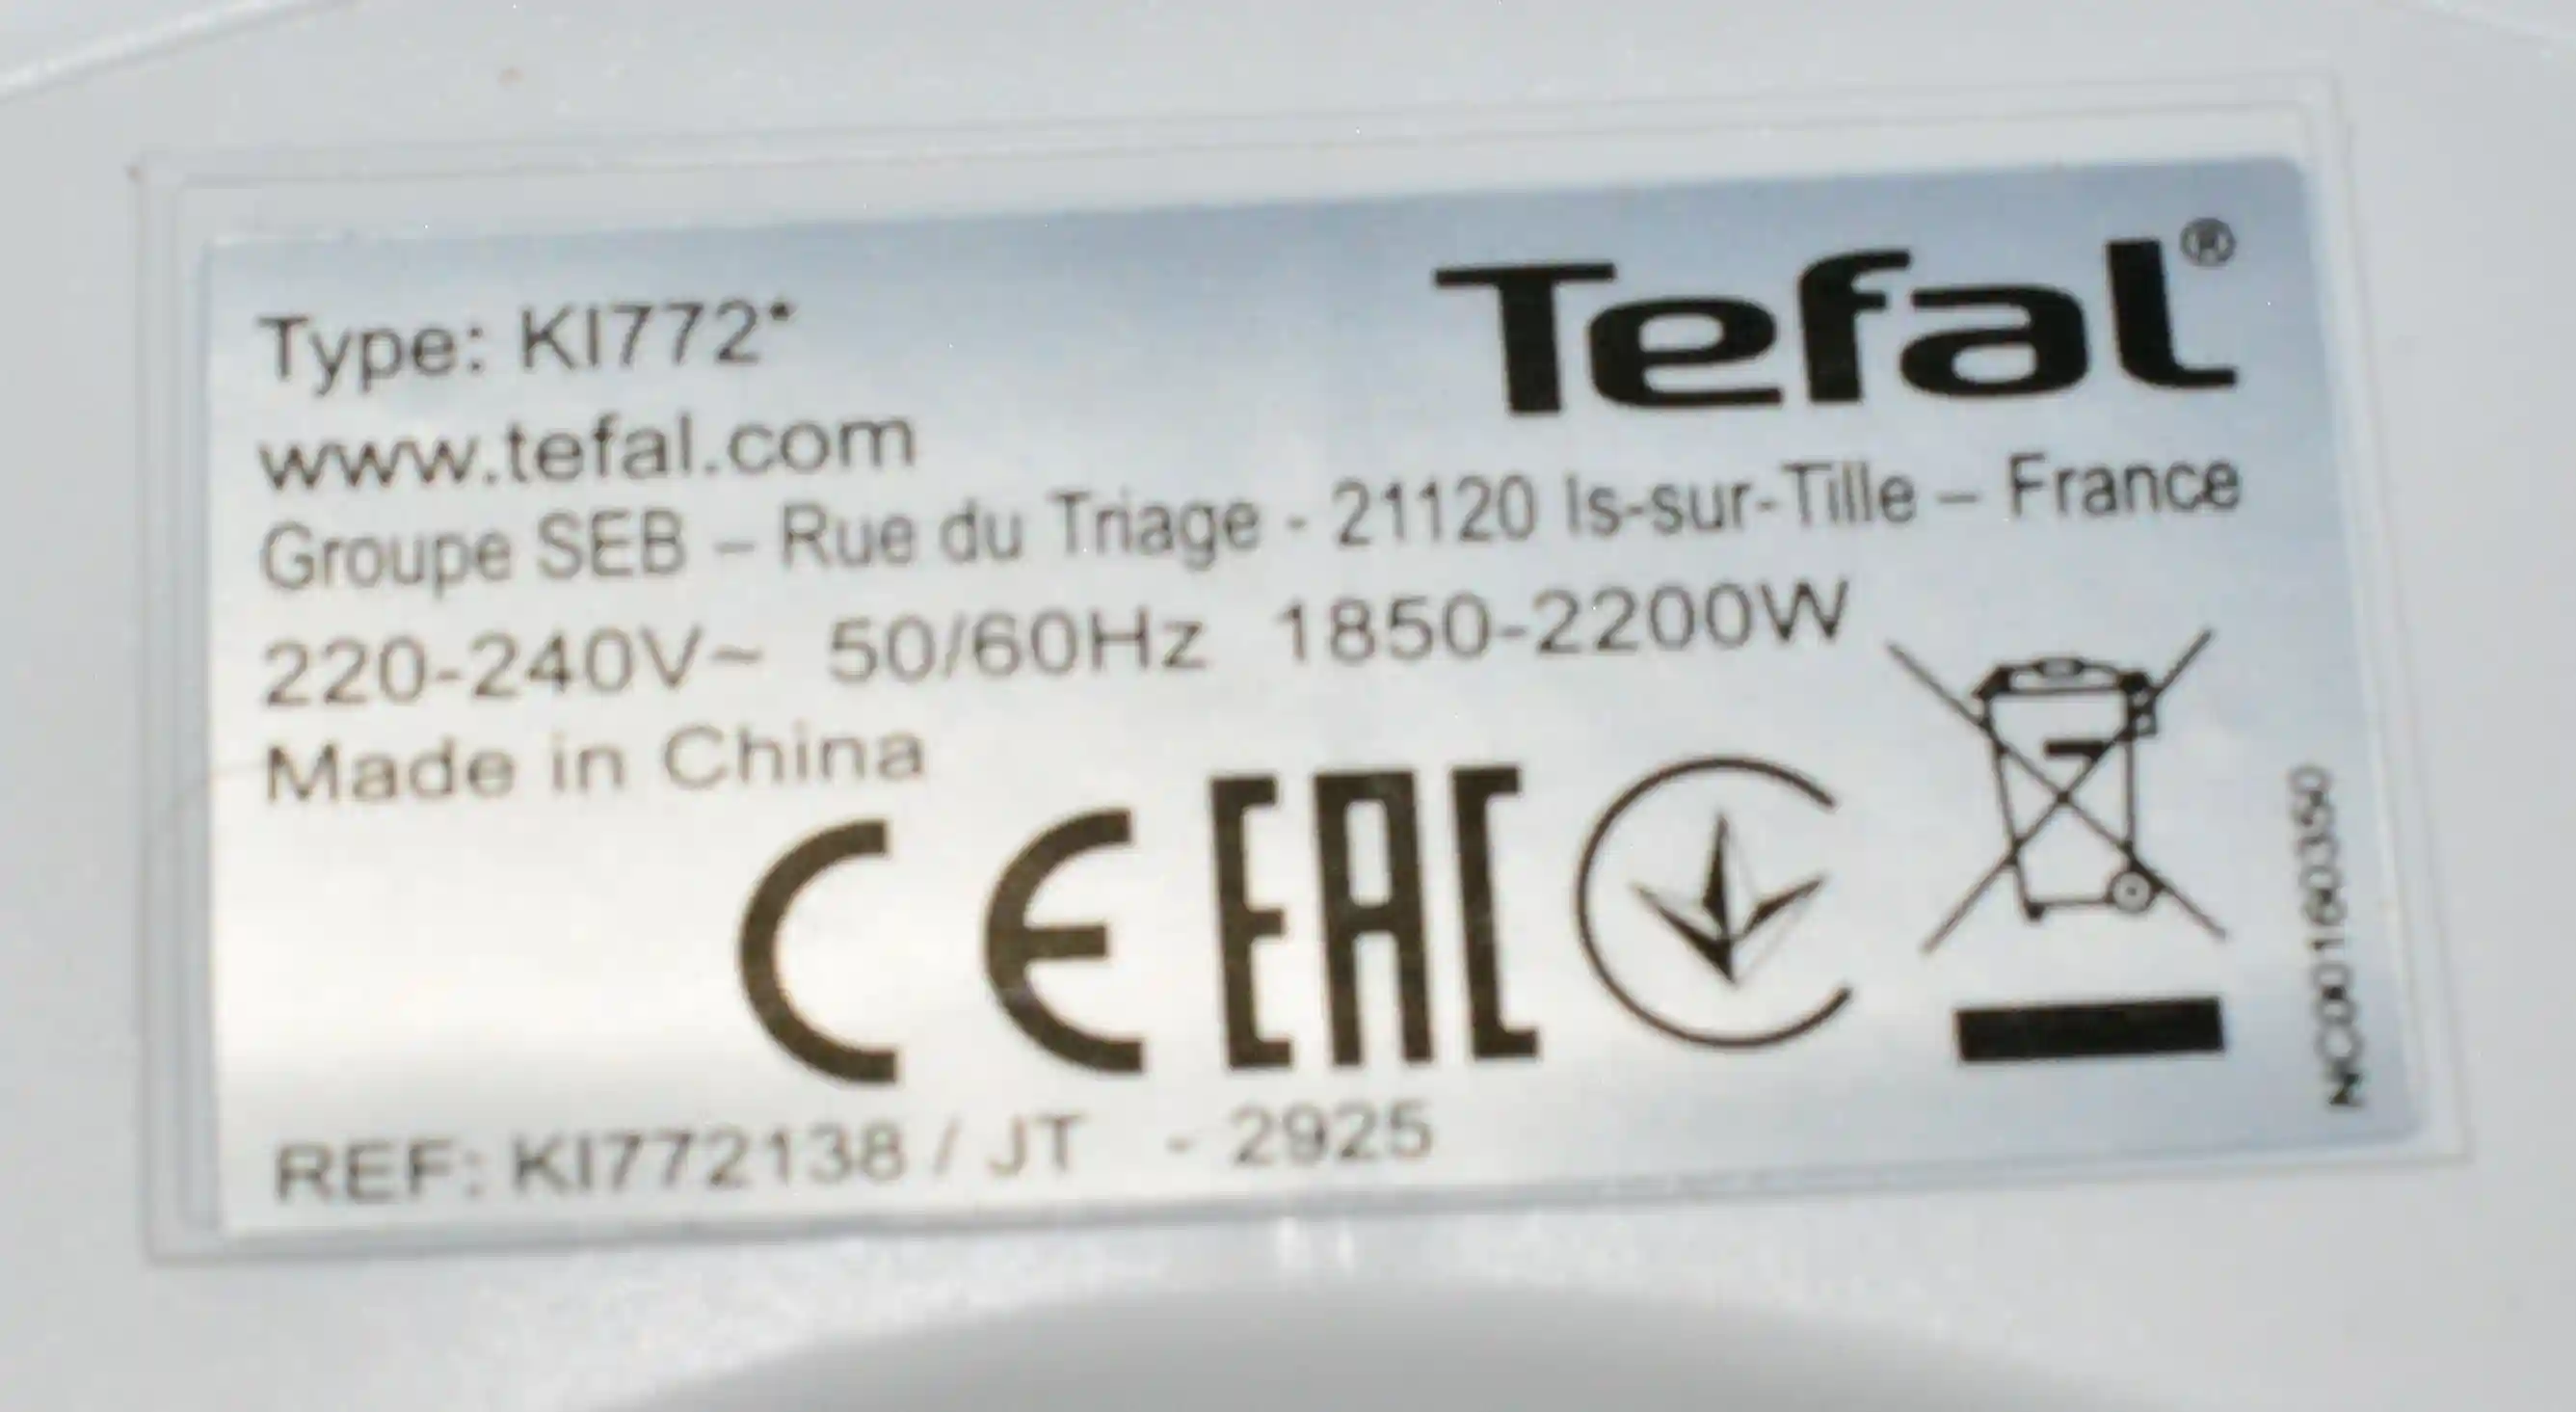 Tefal®
Type: KI772*
www.tefal.com
Groupe SEB – Rue du Triage - 21120 Is-sur-Tille – France
220-240V~ 50/60Hz 1850-2200W
Made in China
CE EAC
REF: KI772138 / JT - 2925
NC00160350